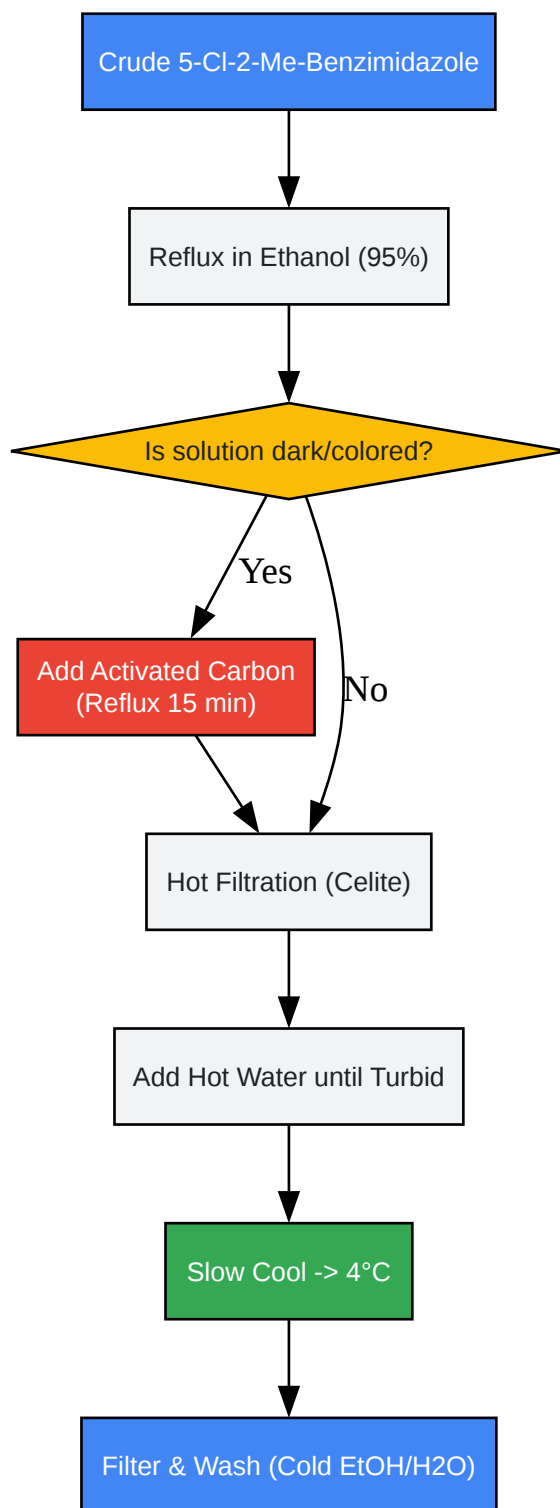 Crude 5-Cl-2-Me-Benzimidazole
Reflux in Ethanol (95%)
Is solution dark/colored?
Yes
Add Activated Carbon
(Reflux 15 min)
No
Hot Filtration (Celite)
Add Hot Water until Turbid
Slow Cool -> 4°C
Filter & Wash (Cold EtOH/H2O)